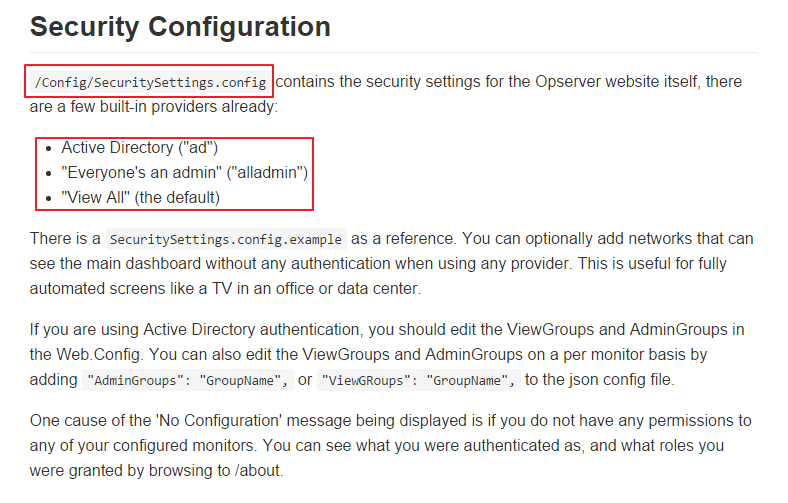 Security Configuration
/Config/SecuritySettings.config contains the security settings for the Opserver website itself, there
are a few built-in providers already:
• Active Directory ("ad")
• "Everyone's an admin" ("alladmin")
• "View All" (the default)
There is a SecuritySettings.config.example as a reference. You can optionally add networks that can
see the main dashboard without any authentication when using any provider. This is useful for fully
automated screens like a TV in an office or data center.
If you are using Active Directory authentication, you should edit the ViewGroups and AdminGroups in
the Web.Config. You can also edit the ViewGroups and AdminGroups on a per monitor basis by
adding "AdminGroups": "GroupName", or "ViewGRoups": "GroupName", to the json config file.
One cause of the 'No Configuration' message being displayed is if you do not have any permissions to
any of your configured monitors. You can see what you were authenticated as, and what roles you
were granted by browsing to /about.